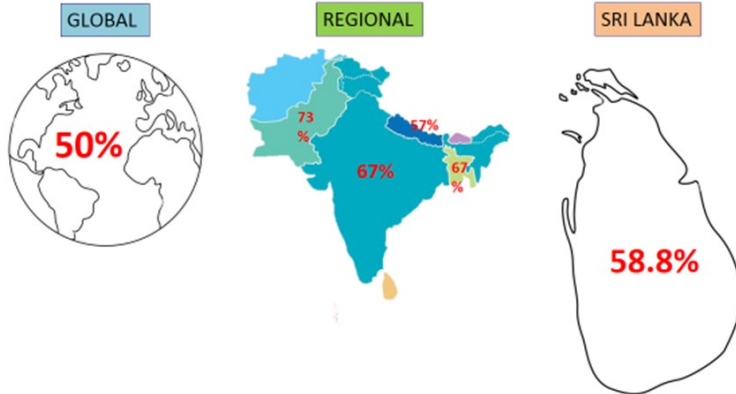 GLOBAL
REGIONAL
SRI LANKA
50%
73
%
57%
67%
67
%
58.8%